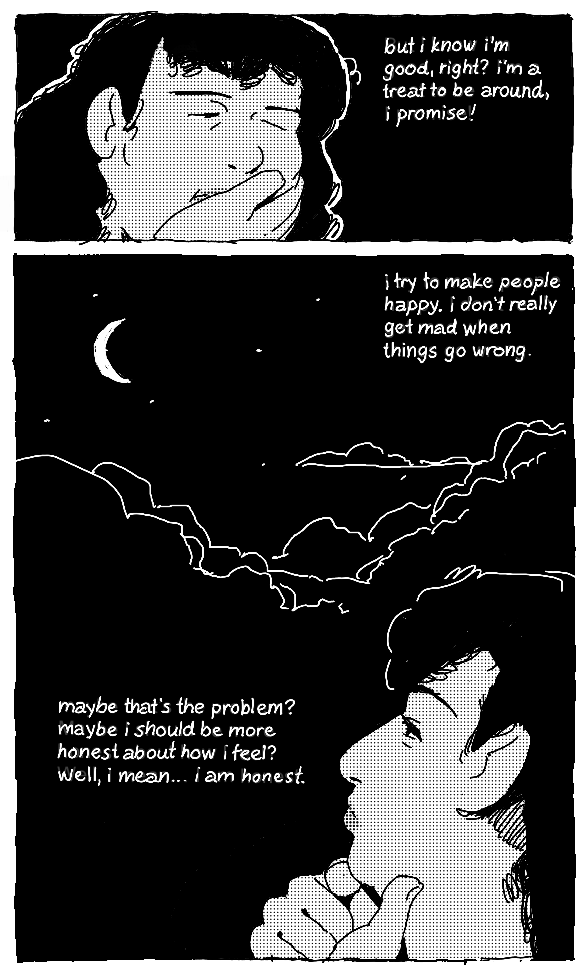 but i know i'm
good, right? i'm a
treat to be around,
i promise!
i try to make people
happy. i don't really
get mad when
things go wrong.
maybe that's the problem?
maybe i should be more
honest about how i feel?
Well, i mean... i am honest.